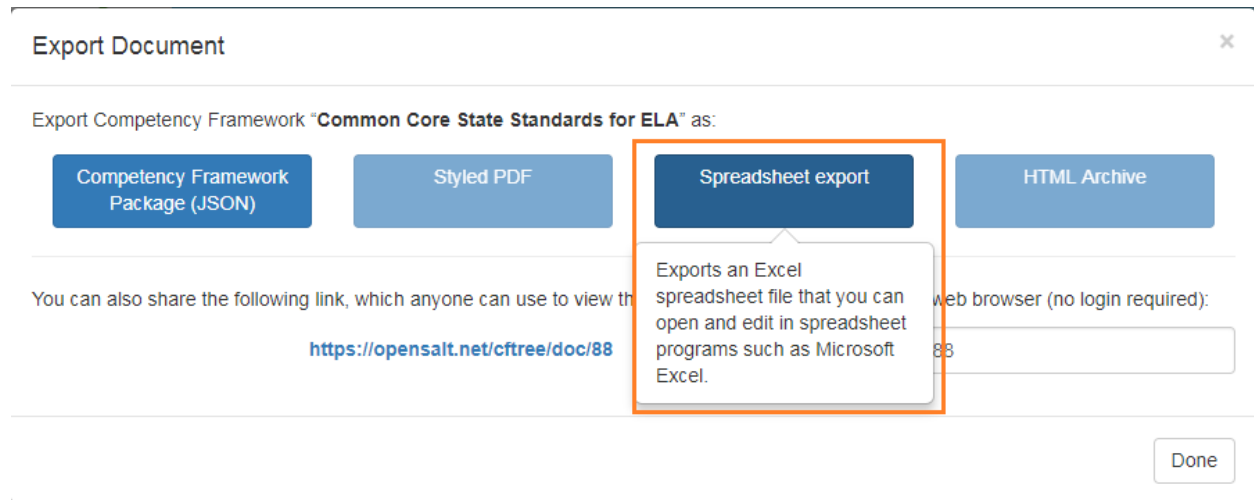 Export Document ×
Export Competency Framework “Common Core State Standards for ELA” as:
Competency Framework
Package (JSON)
Styled PDF
Spreadsheet export
HTML Archive
Exports an Excel
spreadsheet file that you can
open and edit in spreadsheet
programs such as Microsoft
Excel.
You can also share the following link, which anyone can use to view th web browser (no login required):
https://opensalt.net/cftree/doc/88
88
Done